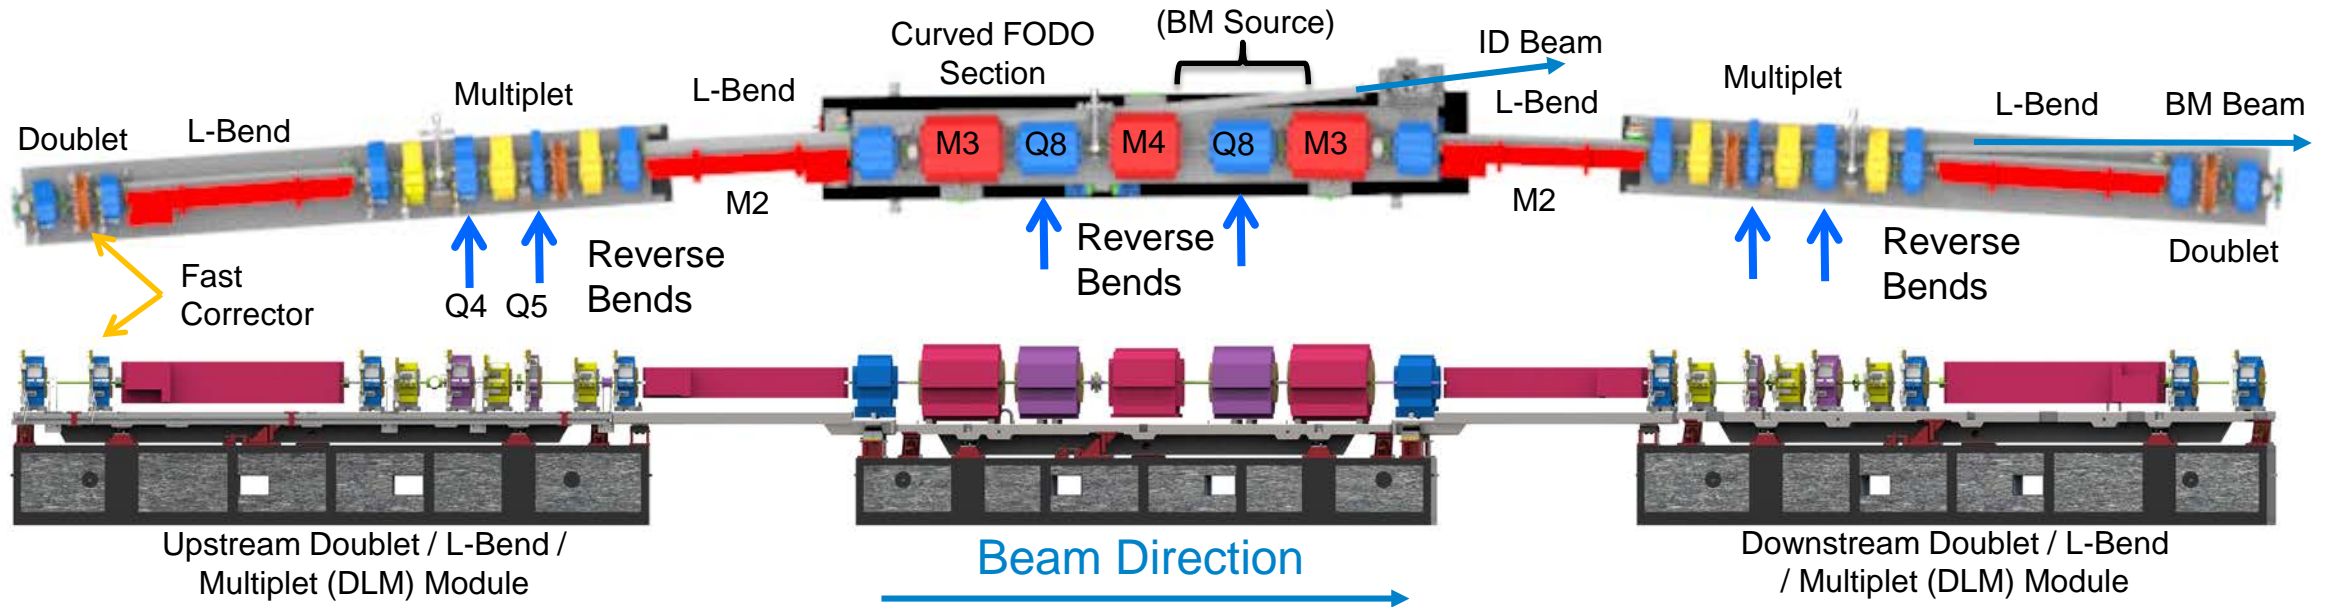 Doublet
L-Bend
Multiplet
L-Bend
Curved FODO
Section
(BM Source)
ID Beam
L-Bend
Multiplet
L-Bend
BM Beam
M3
Q8
M4
Q8
M3
M2
M2
Fast
Corrector
Q4
Q5
Reverse
Bends
Reverse
Bends
Reverse
Bends
Doublet
Upstream Doublet / L-Bend /
Multiplet (DLM) Module
Beam Direction
Downstream Doublet / L-Bend
/ Multiplet (DLM) Module